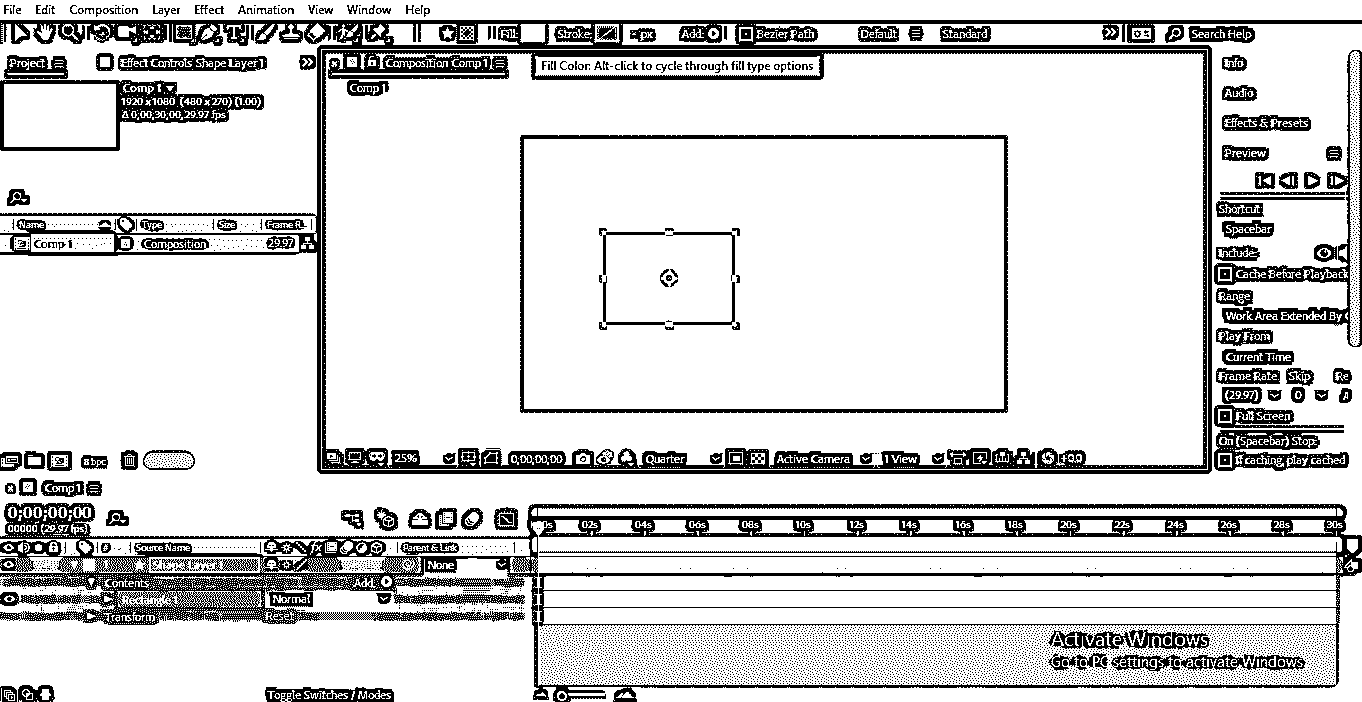 File Edit Composition Layer Effect Animation View Window Help
Fill: Stroke: px Add: Bezier Path Default Standard Search Help
Project Effect Controls Shape Layer 1
Composition Comp 1
Fill Color: Alt-click to cycle through fill type options
Comp 1
Comp 1
1920 x 1080 (480 x 270) (1.00)
Δ 0;00;30;00, 29.97 fps
Name Type Size Frame R..
Comp 1 Composition 29.97
8 bpc
25% 0;00;00;00 Quarter Active Camera 1 View +0.0
Info
Audio
Effects & Presets
Preview
Shortcut
Spacebar
Include:
Cache Before Playback
Range
Work Area Extended By
Play From
Current Time
Frame Rate Skip Re
(29.97) 0
Full Screen
On (Spacebar) Stop:
If caching, play cached
Comp 1
0;00;00;00
00000 (29.97 fps)
# Source Name Parent & Link
1 Shape Layer 1 None
Contents Add:
Rectangle 1 Normal
Transform Reset
02s 04s 06s 08s 10s 12s 14s 16s 18s 20s 22s 24s 26s 28s 30s
Activate Windows
Go to PC settings to activate Windows
Toggle Switches / Modes